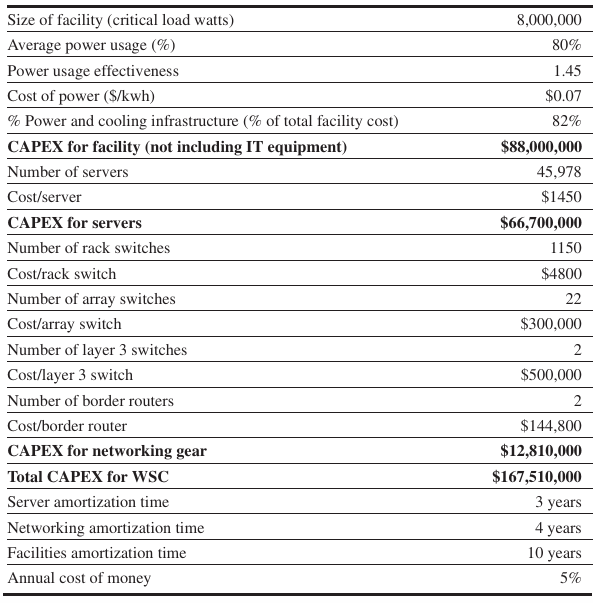 Size of facility (critical load watts) 8,000,000
Average power usage (%) 80%
Power usage effectiveness 1.45
Cost of power ($/kwh) $0.07
% Power and cooling infrastructure (% of total facility cost) 82%
CAPEX for facility (not including IT equipment) $88,000,000
Number of servers 45,978
Cost/server $1450
CAPEX for servers $66,700,000
Number of rack switches 1150
Cost/rack switch $4800
Number of array switches 22
Cost/array switch $300,000
Number of layer 3 switches 2
Cost/layer 3 switch $500,000
Number of border routers 2
Cost/border router $144,800
CAPEX for networking gear $12,810,000
Total CAPEX for WSC $167,510,000
Server amortization time 3 years
Networking amortization time 4 years
Facilities amortization time 10 years
Annual cost of money 5%